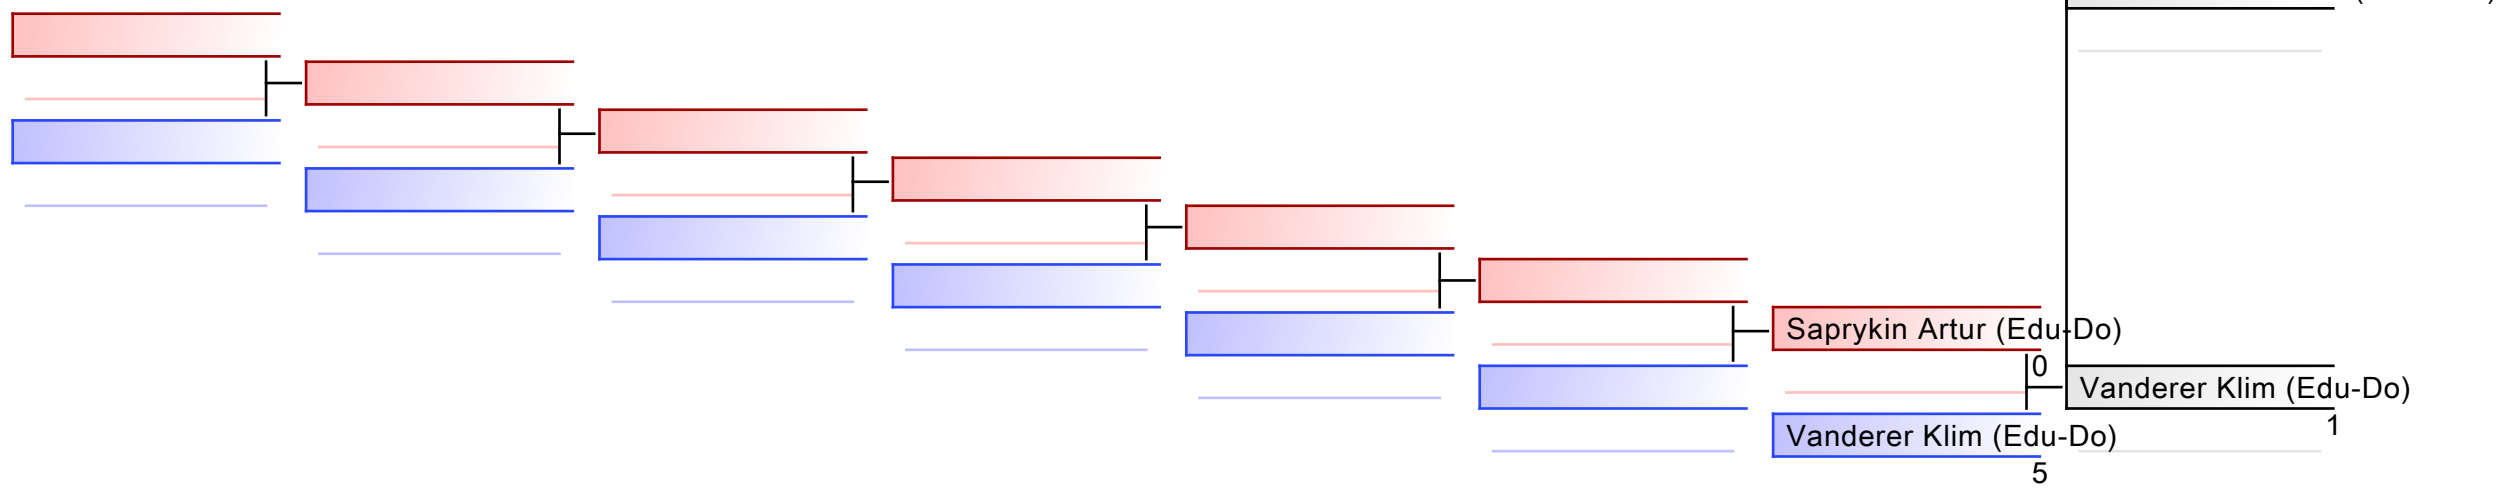 Saprykin Artur (Edu-Do)
0
Vanderer Klim (Edu-Do)
1
Vanderer Klim (Edu-Do)
5